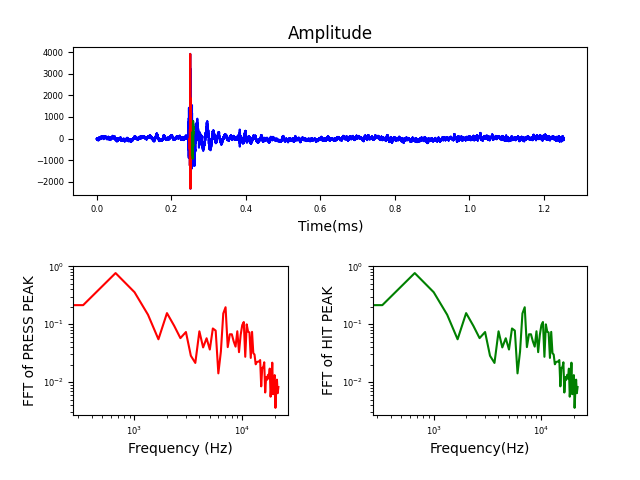 Amplitude
4000
3000
2000
1000
0
−1000
−2000
0.0 0.2 0.4 0.6 0.8 1.0 1.2
Time(ms)
FFT of PRESS PEAK
10⁰
10⁻¹
10⁻²
10³ 10⁴
Frequency (Hz)
FFT of HIT PEAK
10⁰
10⁻¹
10⁻²
10³ 10⁴
Frequency(Hz)